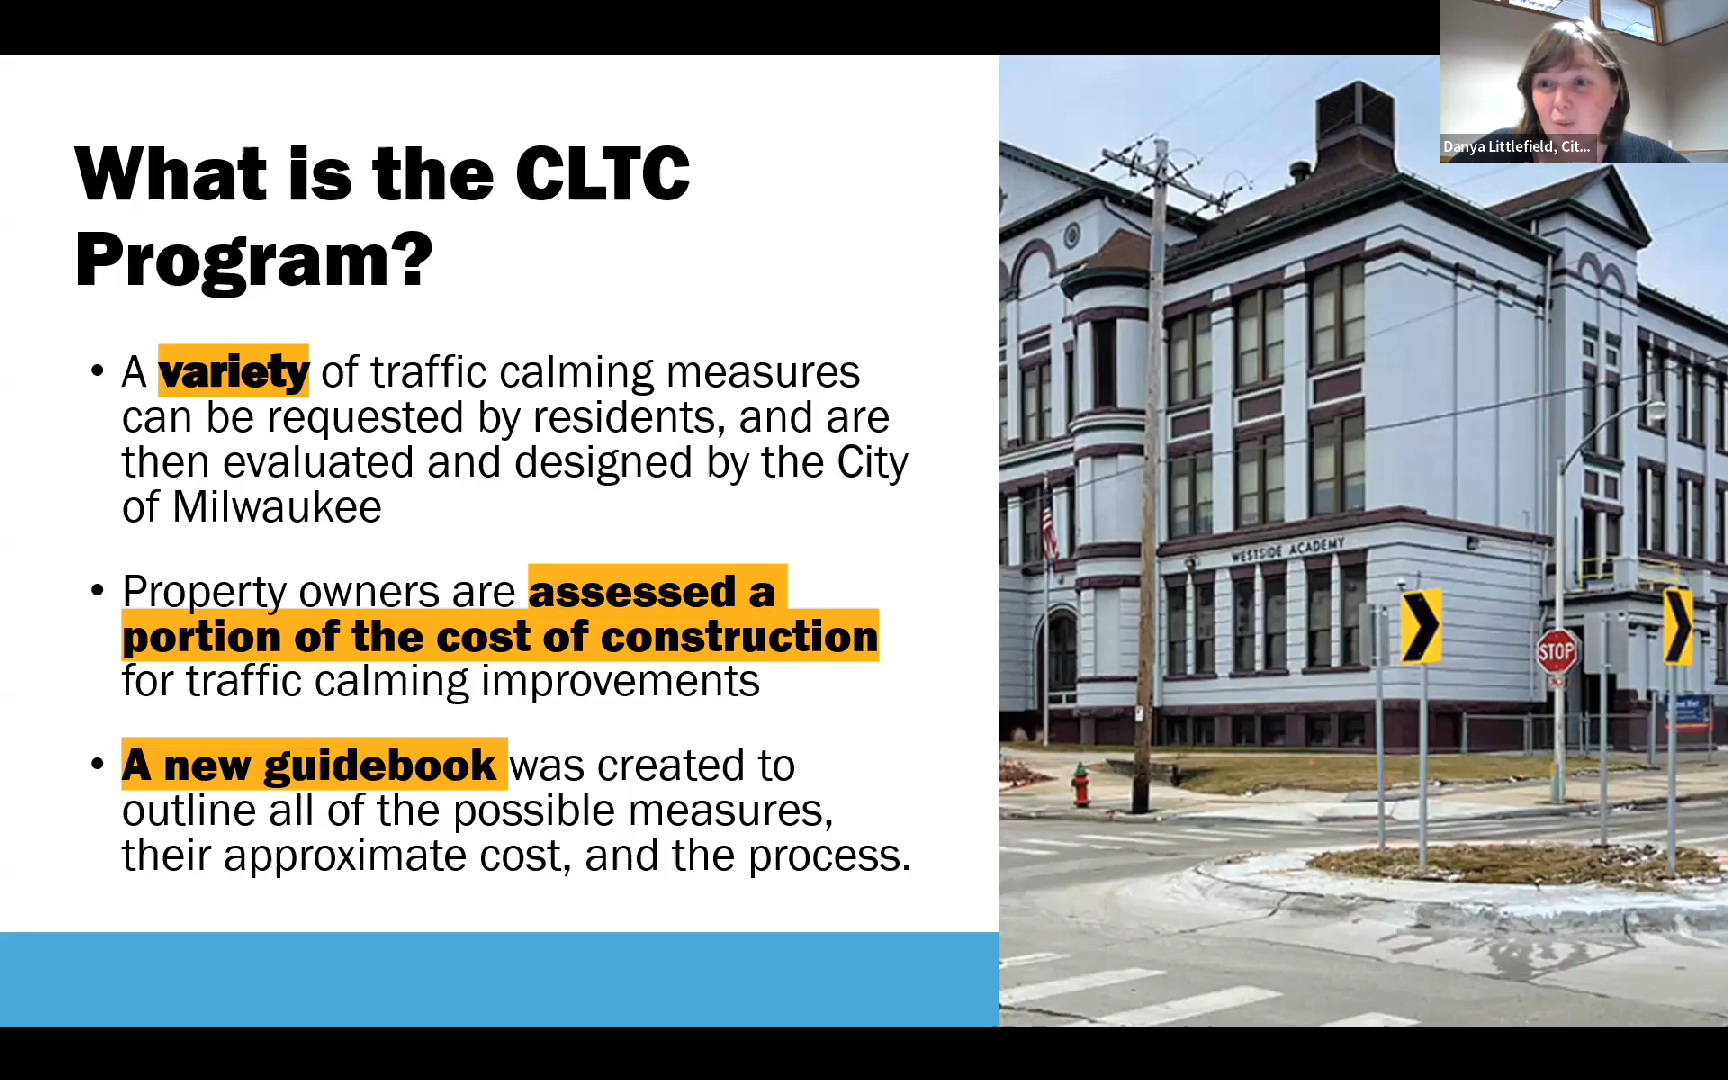 Danya Littlefield, Cit...
What is the CLTC
Program?
• A variety of traffic calming measures
can be requested by residents, and are
then evaluated and designed by the City
of Milwaukee
• Property owners are assessed a
portion of the cost of construction
for traffic calming improvements
• A new guidebook was created to
outline all of the possible measures,
their approximate cost, and the process.
WESTSIDE ACADEMY
STOP